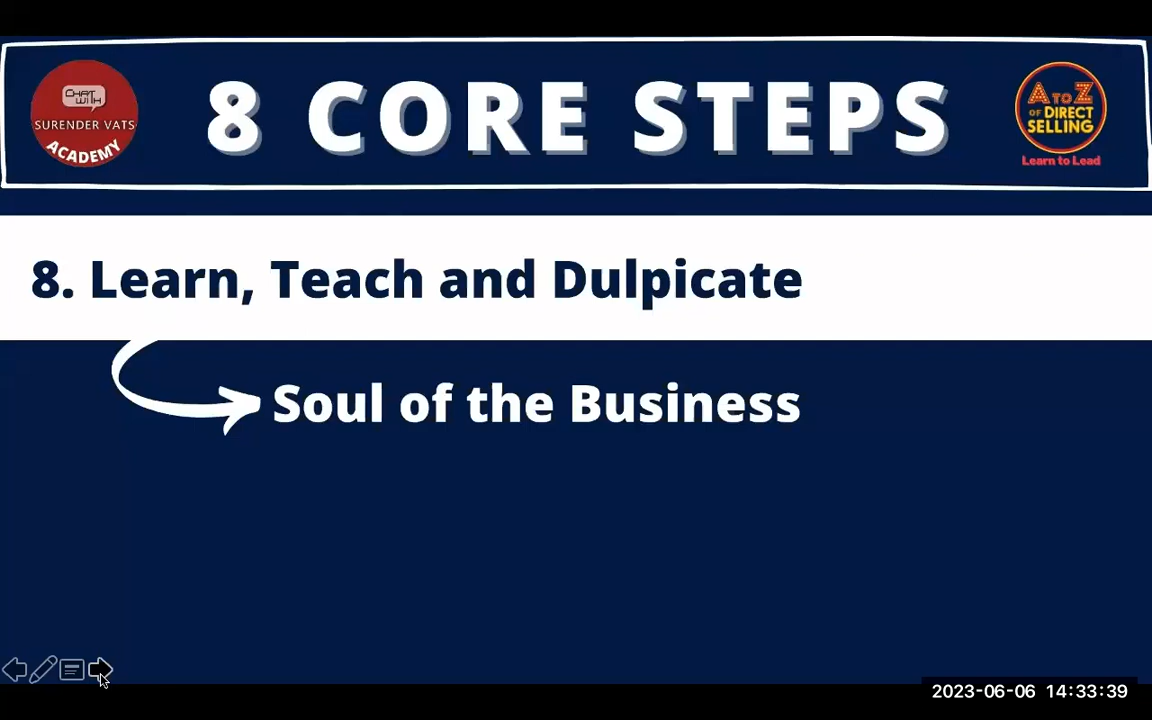 CHAT WITH
SURENDER VATS
ACADEMY
8 CORE STEPS
A TO Z
OF DIRECT
SELLING
Learn to Lead
8. Learn, Teach and Dulpicate
Soul of the Business
2023-06-06 14:33:39